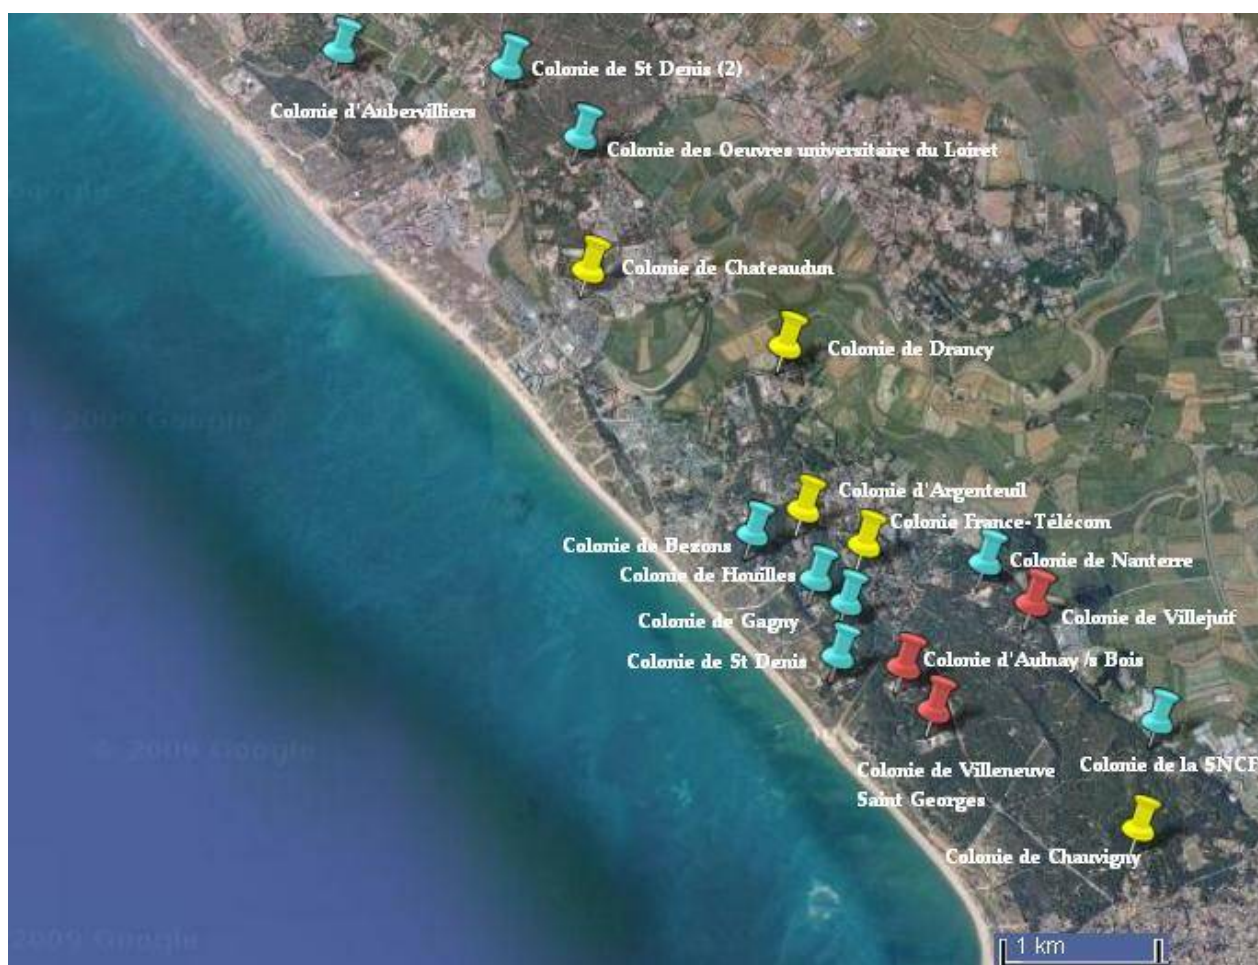 Colonie de St Denis (2)
Colonie d'Aubervilliers
Colonie des Oeuvres universitaire du Loiret
Colonie de Chateaudun
Colonie de Drancy
© 2009 Google
Colonie d'Argenteuil
Colonie France-Télécom
Colonie de Bezons
Colonie de Nanterre
Colonie de Houilles
Colonie de Villejuif
Colonie de Gagny
Colonie de St Denis
Colonie d'Aulnay /s Bois
© 2009 Google
Colonie de la SNCF
Colonie de Villeneuve
Saint Georges
Colonie de Chauvigny
2009 Google
1 km